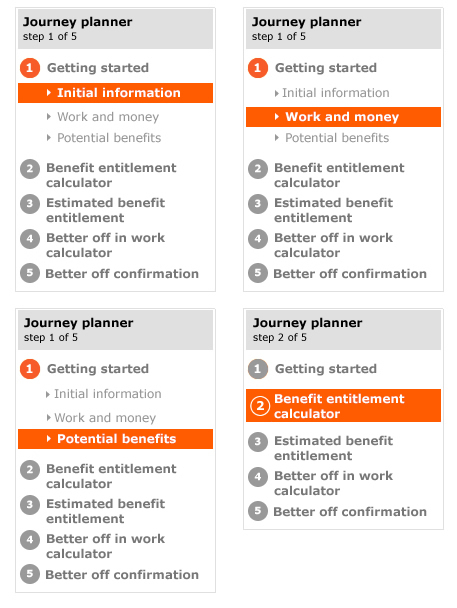 Journey planner
step 1 of 5
1 Getting started
Initial information
Work and money
Potential benefits
2 Benefit entitlement
calculator
3 Estimated benefit
entitlement
4 Better off in work
calculator
5 Better off confirmation
Journey planner
step 1 of 5
1 Getting started
Initial information
Work and money
Potential benefits
2 Benefit entitlement
calculator
3 Estimated benefit
entitlement
4 Better off in work
calculator
5 Better off confirmation
Journey planner
step 1 of 5
1 Getting started
Initial information
Work and money
Potential benefits
2 Benefit entitlement
calculator
3 Estimated benefit
entitlement
4 Better off in work
calculator
5 Better off confirmation
Journey planner
step 2 of 5
1 Getting started
2 Benefit entitlement
calculator
3 Estimated benefit
entitlement
4 Better off in work
calculator
5 Better off confirmation